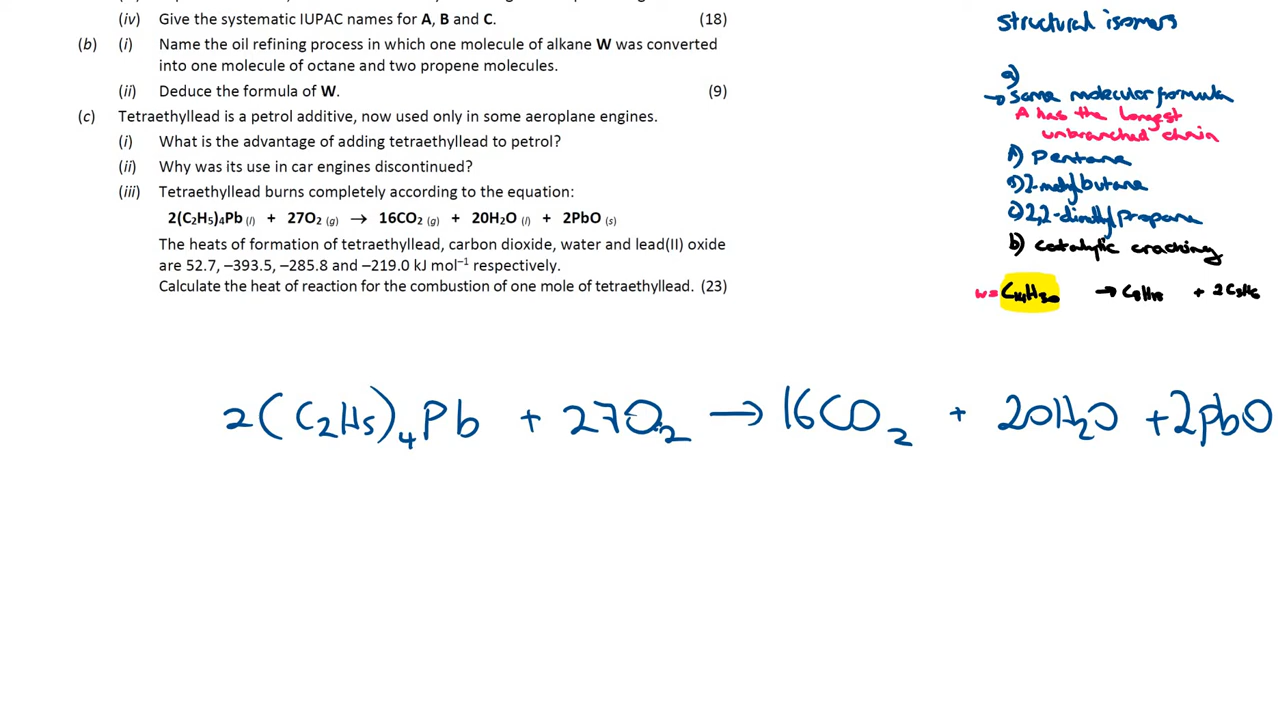 (iv) Give the systematic IUPAC names for A, B and C. (18)
(b) (i) Name the oil refining process in which one molecule of alkane W was converted
into one molecule of octane and two propene molecules.
(ii) Deduce the formula of W. (9)
(c) Tetraethyllead is a petrol additive, now used only in some aeroplane engines.
(i) What is the advantage of adding tetraethyllead to petrol?
(ii) Why was its use in car engines discontinued?
(iii) Tetraethyllead burns completely according to the equation:
2(C₂H₅)₄Pb (l) + 27O₂ (g) → 16CO₂ (g) + 20H₂O (l) + 2PbO (s)
The heats of formation of tetraethyllead, carbon dioxide, water and lead(II) oxide
are 52.7, –393.5, –285.8 and –219.0 kJ mol⁻¹ respectively.
Calculate the heat of reaction for the combustion of one mole of tetraethyllead. (23)
structural isomers
a)
→ same molecular formula
A has the longest
unbranched chain
A) pentane
B) 2-methylbutane
C) 2,2-dimethylpropane
b) catalytic cracking
W= C₁₄H₃₀ → C₈H₁₈ + 2C₃H₆
2(C₂H₅)₄Pb + 27O₂ → 16CO₂ + 20H₂O + 2PbO